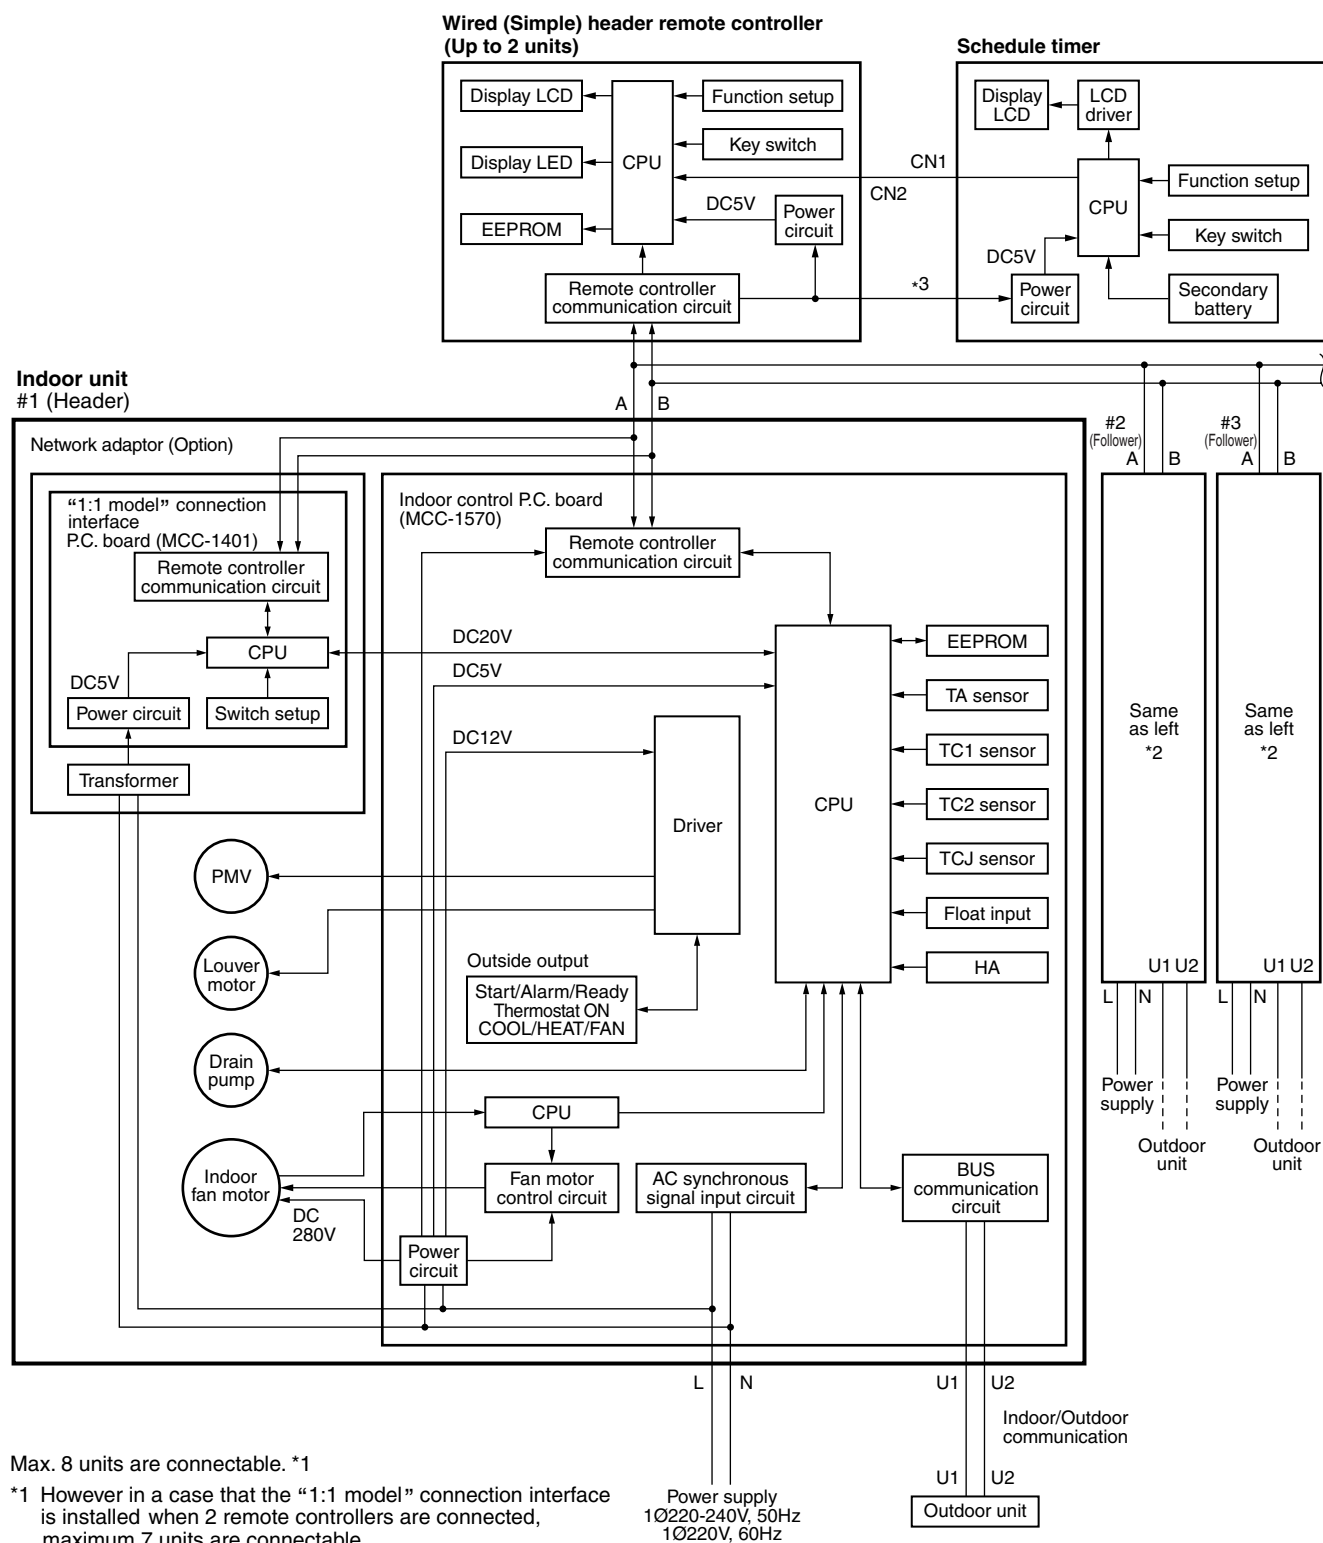 Wired (Simple) header remote controller
(Up to 2 units)
Schedule timer
Display LCD
Function setup
Key switch
Display LED
CPU
EEPROM
DC5V
Power
circuit
Remote controller
communication circuit
CN1
CN2
*3
Display
LCD
LCD
driver
CPU
Function setup
Key switch
DC5V
Power
circuit
Secondary
battery
Indoor unit
#1 (Header)
A
B
Network adaptor (Option)
“1:1 model” connection
interface
P.C. board (MCC-1401)
Remote controller
communication circuit
CPU
DC5V
Power circuit
Switch setup
Transformer
Indoor control P.C. board
(MCC-1570)
Remote controller
communication circuit
DC20V
DC5V
DC12V
Driver
CPU
EEPROM
TA sensor
TC1 sensor
TC2 sensor
TCJ sensor
Float input
HA
PMV
Louver
motor
Drain
pump
Indoor
fan motor
Outside output
Start/Alarm/Ready
Thermostat ON
COOL/HEAT/FAN
CPU
Fan motor
control circuit
AC synchronous
signal input circuit
BUS
communication
circuit
DC
280V
Power
circuit
#2
(Follower)
A
B
Same
as left
*2
U1 U2
L
N
Power
supply
Outdoor
unit
#3
(Follower)
A
B
Same
as left
*2
U1 U2
L
N
Power
supply
Outdoor
unit
L
N
U1
U2
Indoor/Outdoor
communication
U1
U2
Outdoor unit
Power supply
1Ø220-240V, 50Hz
1Ø220V, 60Hz
Max. 8 units are connectable. *1
*1 However in a case that the “1:1 model” connection interface
is installed when 2 remote controllers are connected,
maximum 7 units are connectable